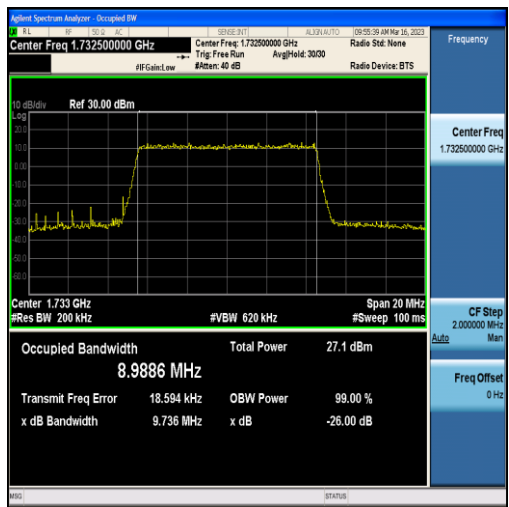 Agilent Spectrum Analyzer - Occupied BW
RL RF 50 Ω AC SENSE:INT ALIGN AUTO 09:55:39 AM Mar 16, 2023
Center Freq 1.732500000 GHz Center Freq: 1.732500000 GHz Radio Std: None Frequency
Trig: Free Run Avg|Hold: 30/30
#IFGain:Low #Atten: 40 dB Radio Device: BTS
10 dB/div Ref 30.00 dBm
Log
20.0
10.0
0.00
-10.0
-20.0
-30.0
-40.0
-50.0
-60.0
Center Freq
1.732500000 GHz
Center 1.733 GHz Span 20 MHz
#Res BW 200 kHz #VBW 620 kHz #Sweep 100 ms
CF Step
2.000000 MHz
Auto Man
Occupied Bandwidth Total Power 27.1 dBm
8.9886 MHz
Transmit Freq Error 18.594 kHz OBW Power 99.00 %
x dB Bandwidth 9.736 MHz x dB -26.00 dB
Freq Offset
0 Hz
MSG STATUS